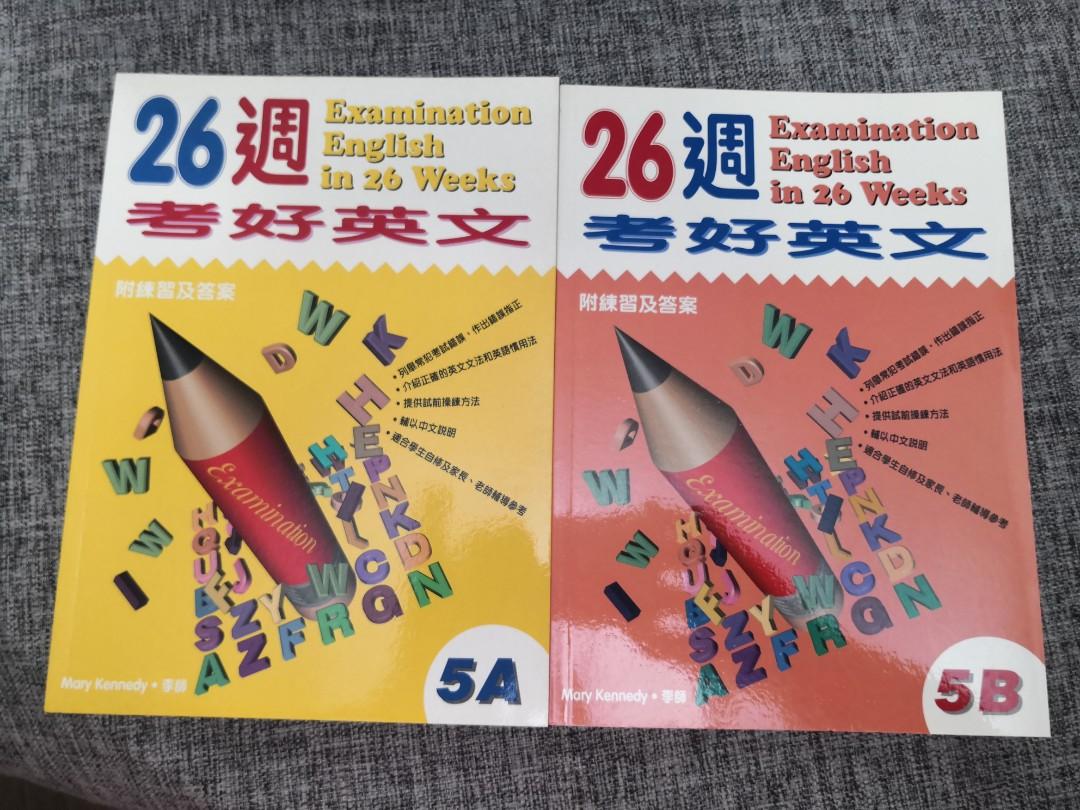 26週
Examination
English
in 26 Weeks
考好英文
附練習及答案
• 列舉常犯考試錯誤，作出錯誤指正
• 介紹正確的英文文法和英語慣用法
• 提供試前操練方法
• 輔以中文説明
• 適合學生自修及家長、老師輔導參考
Examination
Mary Kennedy • 李師
5A
26週
Examination
English
in 26 Weeks
考好英文
附練習及答案
• 列舉常犯考試錯誤，作出錯誤指正
• 介紹正確的英文文法和英語慣用法
• 提供試前操練方法
• 輔以中文説明
• 適合學生自修及家長、老師輔導參考
Examination
Mary Kennedy • 李師
5B